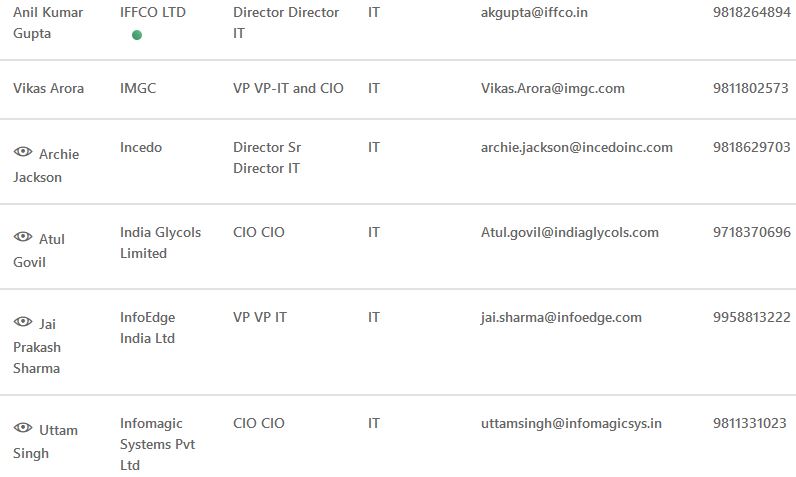 Anil Kumar IFFCO LTD Director Director IT akgupta@iffco.in 9818264894
Gupta IT
Vikas Arora IMGC VP VP-IT and CIO IT Vikas.Arora@imgc.com 9811802573
Archie Incedo Director Sr IT archie.jackson@incedoinc.com 9818629703
Jackson Director IT
Atul India Glycols CIO CIO IT Atul.govil@indiaglycols.com 9718370696
Govil Limited
Jai InfoEdge VP VP IT IT jai.sharma@infoedge.com 9958813222
Prakash India Ltd
Sharma
Uttam Infomagic CIO CIO IT uttamsingh@infomagicsys.in 9811331023
Singh Systems Pvt
Ltd